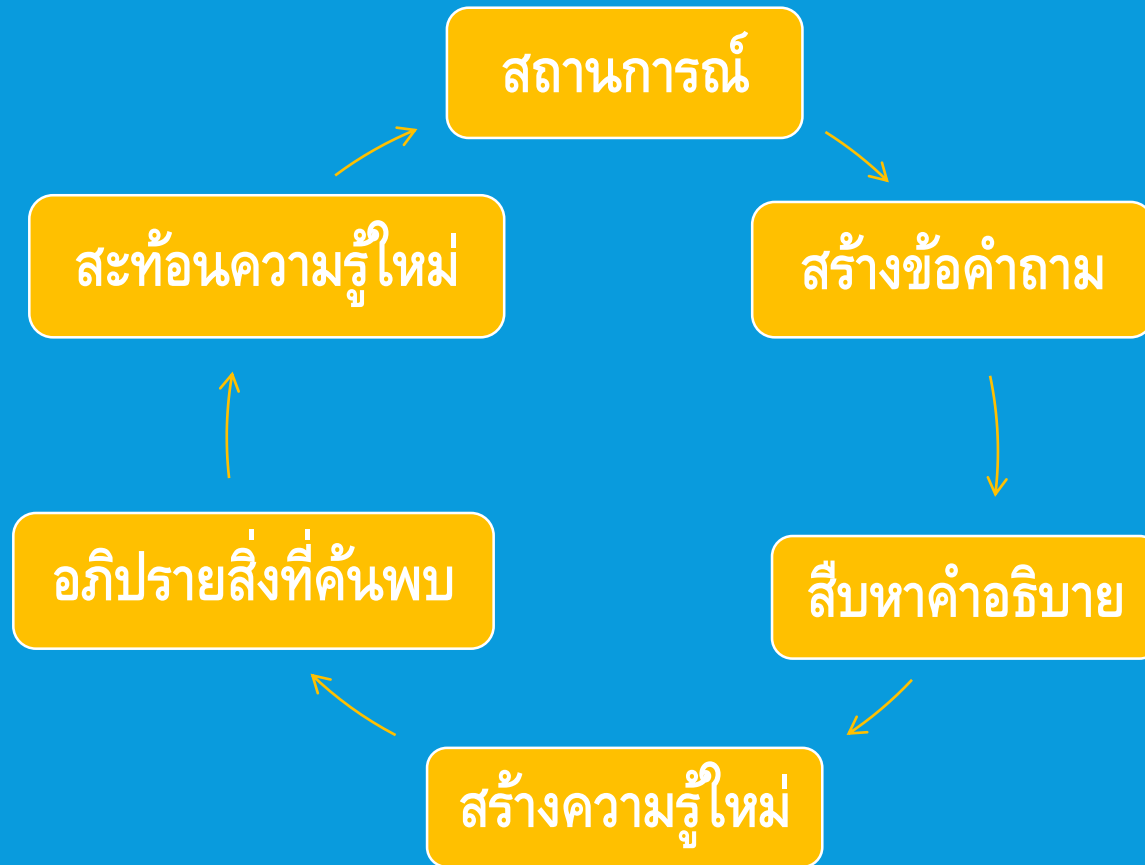 สถานการณ์
สร้างข้อคำถาม
สืบหาคำอธิบาย
สร้างความรู้ใหม่
อภิปรายสิ่งที่ค้นพบ
สะท้อนความรู้ใหม่